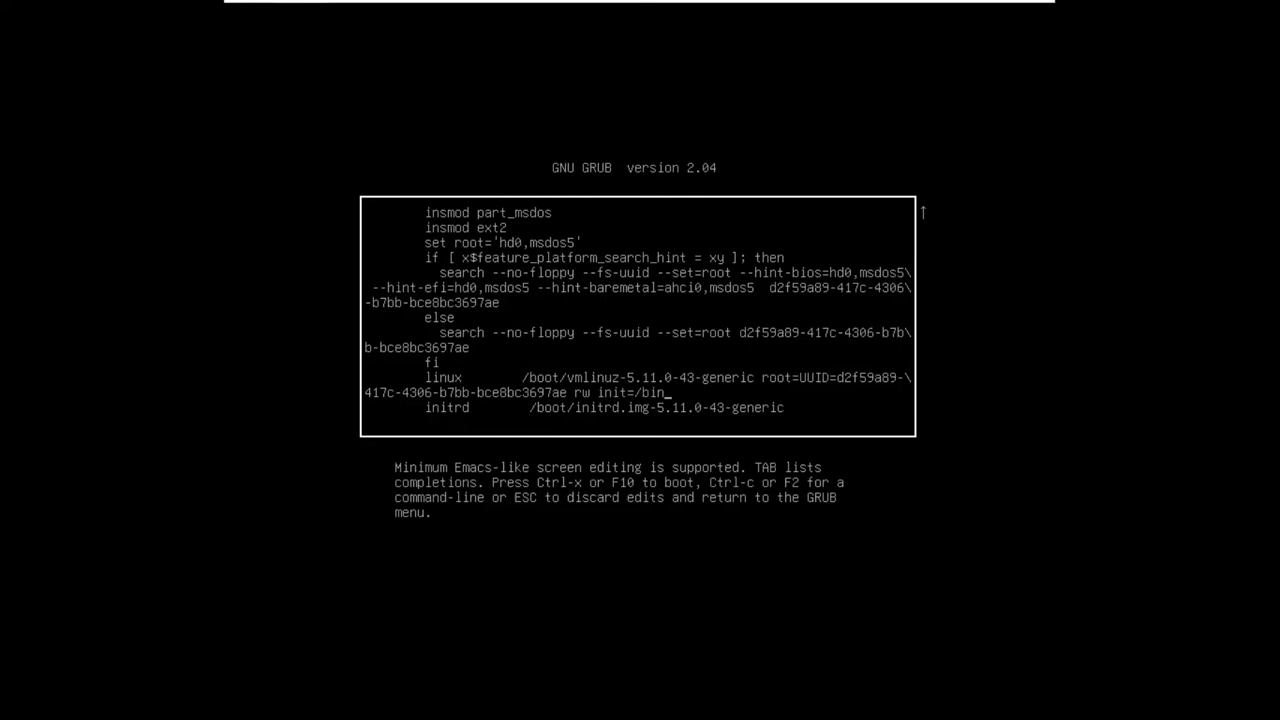 GNU GRUB  version 2.04
insmod part_msdos
insmod ext2
set root='hd0,msdos5'
if [ x$feature_platform_search_hint = xy ]; then
search --no-floppy --fs-uuid --set=root --hint-bios=hd0,msdos5\
--hint-efi=hd0,msdos5 --hint-baremetal=ahci0,msdos5  d2f59a89-417c-4306\
-b7bb-bce8bc3697ae
else
search --no-floppy --fs-uuid --set=root d2f59a89-417c-4306-b7b\
b-bce8bc3697ae
fi
linux        /boot/vmlinuz-5.11.0-43-generic root=UUID=d2f59a89-\
417c-4306-b7bb-bce8bc3697ae rw init=/bin_
initrd        /boot/initrd.img-5.11.0-43-generic
Minimum Emacs-like screen editing is supported. TAB lists
completions. Press Ctrl-x or F10 to boot, Ctrl-c or F2 for a
command-line or ESC to discard edits and return to the GRUB
menu.